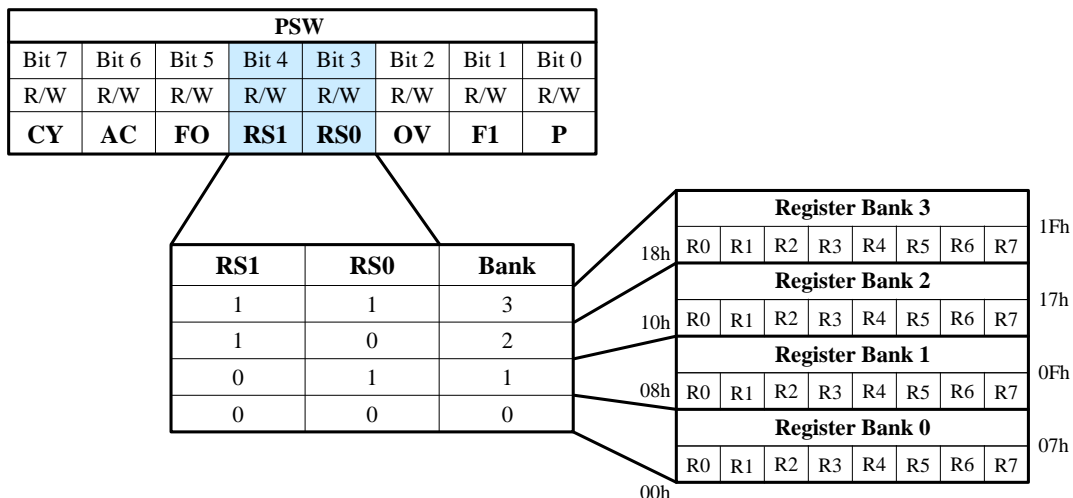 PSW
Bit 7 Bit 6 Bit 5 Bit 4 Bit 3 Bit 2 Bit 1 Bit 0
R/W R/W R/W R/W R/W R/W R/W R/W
CY AC FO RS1 RS0 OV F1 P
RS1 RS0 Bank
1 1 3
1 0 2
0 1 1
0 0 0
Register Bank 3
1Fh
18h R0 R1 R2 R3 R4 R5 R6 R7
Register Bank 2
17h
10h R0 R1 R2 R3 R4 R5 R6 R7
Register Bank 1
0Fh
08h R0 R1 R2 R3 R4 R5 R6 R7
Register Bank 0
07h
R0 R1 R2 R3 R4 R5 R6 R7
00h